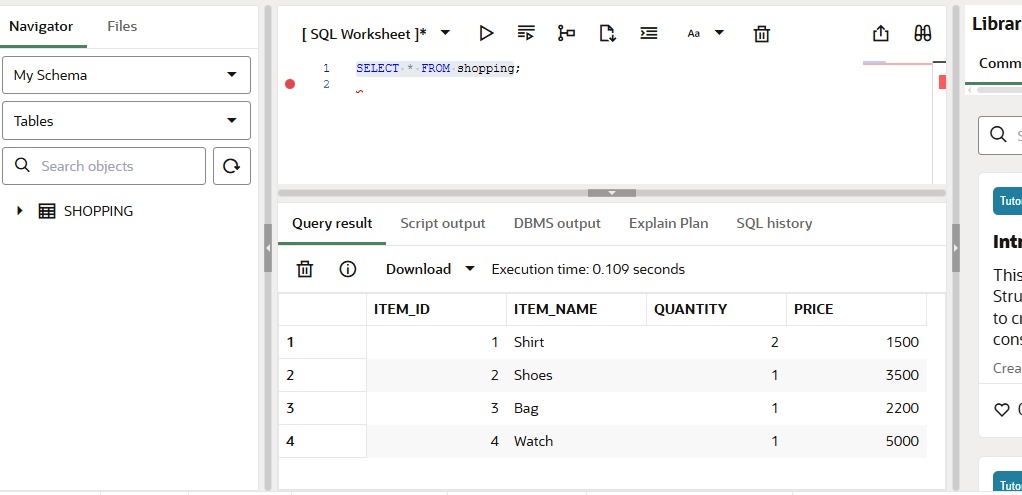 Navigator Files
My Schema
Tables
Search objects
SHOPPING
[ SQL Worksheet ]* Aa
1 SELECT * FROM shopping;
2
Query result Script output DBMS output Explain Plan SQL history
Download Execution time: 0.109 seconds
ITEM_ID ITEM_NAME QUANTITY PRICE
1 1 Shirt 2 1500
2 2 Shoes 1 3500
3 3 Bag 1 2200
4 4 Watch 1 5000
Librar
Comm
Tuto
Intr
This
Stru
to cr
cons
Crea
Tuto